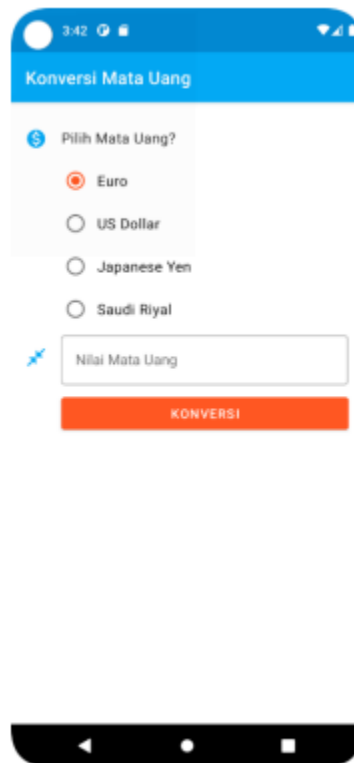 3:42
Konversi Mata Uang
Pilih Mata Uang?
Euro
US Dollar
Japanese Yen
Saudi Riyal
Nilai Mata Uang
KONVERSI